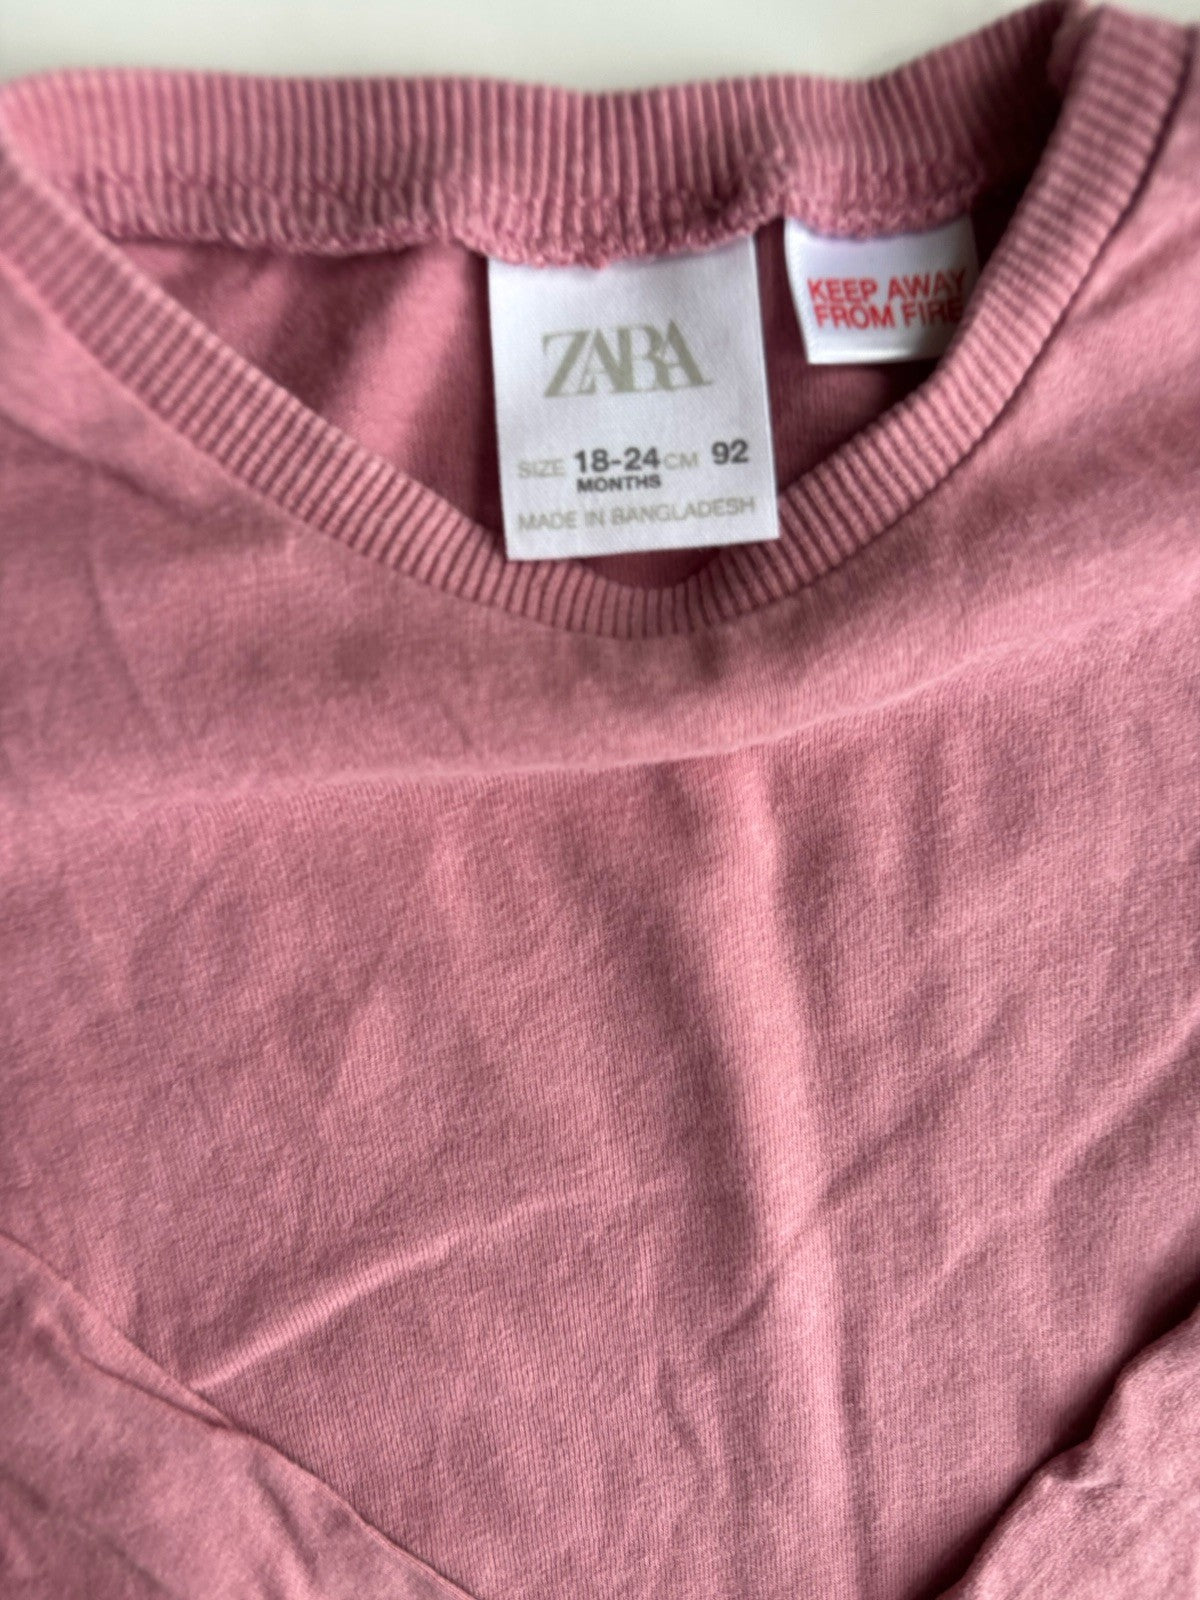 ZARA
SIZE 18-24 CM 92
MONTHS
MADE IN BANGLADESH
KEEP AWAY
FROM FIRE